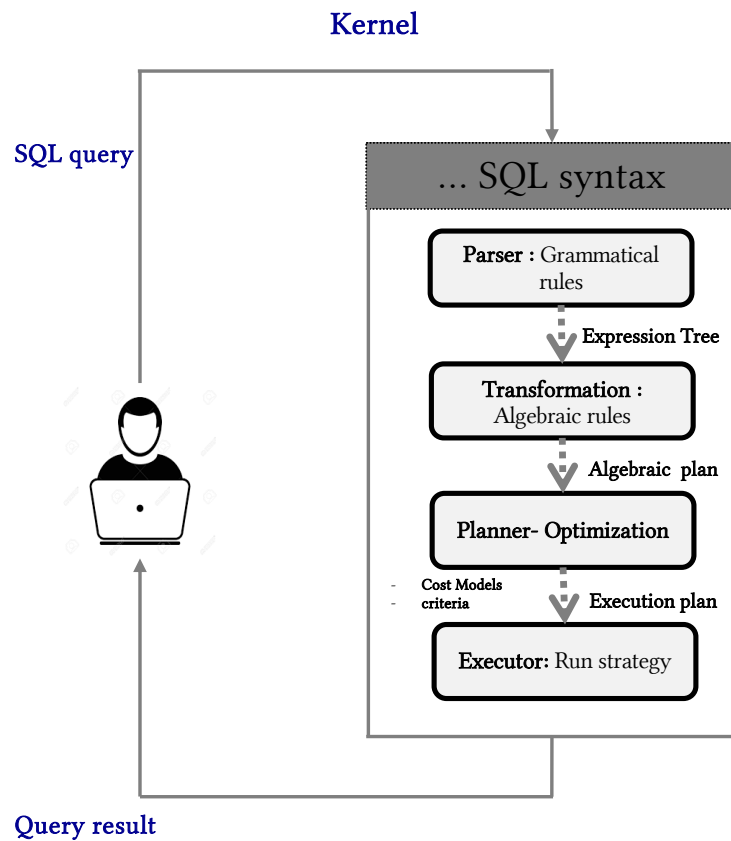 Kernel
SQL query
... SQL syntax
Parser : Grammatical
rules
Expression Tree
Transformation :
Algebraic rules
Algebraic plan
Planner- Optimization
- Cost Models
- criteria
Execution plan
Executor: Run strategy
Query result